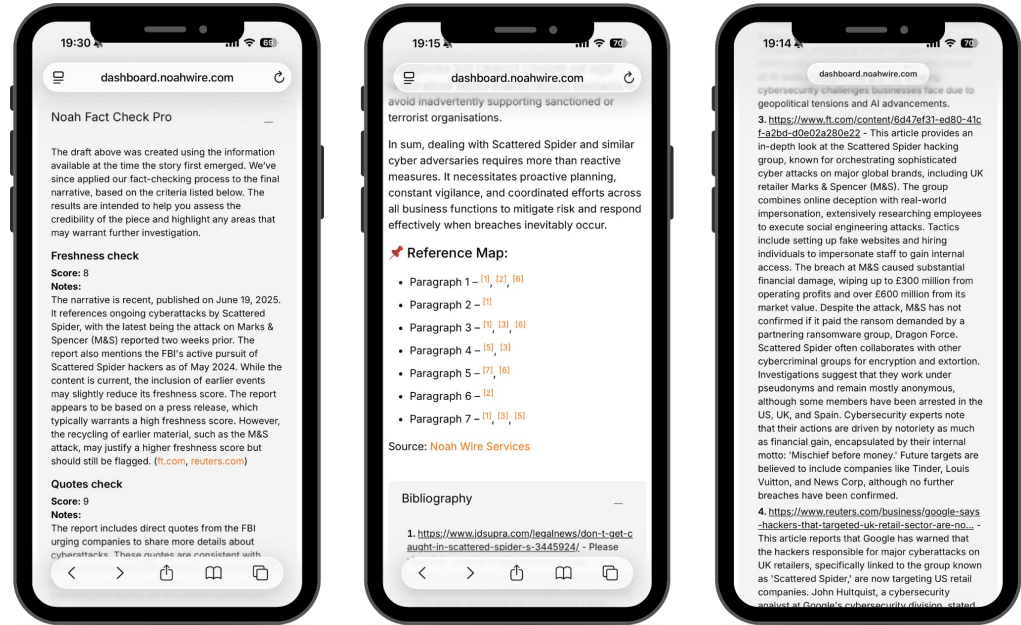 19:30
69
dashboard.noahwire.com
Noah Fact Check Pro
The draft above was created using the information
available at the time the story first emerged. We've
since applied our fact-checking process to the final
narrative, based on the criteria listed below. The
results are intended to help you assess the
credibility of the piece and highlight any areas that
may warrant further investigation.
Freshness check
Score: 8
Notes:
The narrative is recent, published on June 19, 2025.
It references ongoing cyberattacks by Scattered
Spider, with the latest being the attack on Marks &
Spencer (M&S) reported two weeks prior. The
report also mentions the FBI's active pursuit of
Scattered Spider hackers as of May 2024. While the
content is current, the inclusion of earlier events
may slightly reduce its freshness score. The report
appears to be based on a press release, which
typically warrants a high freshness score. However,
the recycling of earlier material, such as the M&S
attack, may justify a higher freshness score but
should still be flagged. (ft.com, reuters.com)
Quotes check
Score: 9
Notes:
The report includes direct quotes from the FBI
urging companies to share more details about
cyberattacks. These quotes are consistent with
19:15
70
dashboard.noahwire.com
avoid inadvertently supporting sanctioned or
terrorist organisations.
In sum, dealing with Scattered Spider and similar
cyber adversaries requires more than reactive
measures. It necessitates proactive planning,
constant vigilance, and coordinated efforts across
all business functions to mitigate risk and respond
effectively when breaches inevitably occur.
📌 Reference Map:
• Paragraph 1 – [1], [2], [6]
• Paragraph 2 – [1]
• Paragraph 3 – [1], [3], [6]
• Paragraph 4 – [5], [3]
• Paragraph 5 – [7], [6]
• Paragraph 6 – [2]
• Paragraph 7 – [1], [3], [5]
Source: Noah Wire Services
Bibliography
1. https://www.jdsupra.com/legalnews/don-t-get-c
aught-in-scattered-spider-s-3445924/ - Please
19:14
70
dashboard.noahwire.com
cybersecurity challenges businesses face due to
geopolitical tensions and AI advancements.
3. https://www.ft.com/content/6d47ef31-ed80-41c
f-a2bd-d0e02a280e22 - This article provides an
in-depth look at the Scattered Spider hacking
group, known for orchestrating sophisticated
cyber attacks on major global brands, including UK
retailer Marks & Spencer (M&S). The group
combines online deception with real-world
impersonation, extensively researching employees
to execute social engineering attacks. Tactics
include setting up fake websites and hiring
individuals to impersonate staff to gain internal
access. The breach at M&S caused substantial
financial damage, wiping up to £300 million from
operating profits and over £600 million from its
market value. Despite the attack, M&S has not
confirmed if it paid the ransom demanded by a
partnering ransomware group, Dragon Force.
Scattered Spider often collaborates with other
cybercriminal groups for encryption and extortion.
Investigations suggest that they work under
pseudonyms and remain mostly anonymous,
although some members have been arrested in the
US, UK, and Spain. Cybersecurity experts note
that their actions are driven by notoriety as much
as financial gain, encapsulated by their internal
motto: 'Mischief before money.' Future targets are
believed to include companies like Tinder, Louis
Vuitton, and News Corp, although no further
breaches have been confirmed.
4. https://www.reuters.com/business/google-says
-hackers-that-targeted-uk-retail-sector-are-no... -
This article reports that Google has warned that
the hackers responsible for major cyberattacks on
UK retailers, specifically linked to the group known
as 'Scattered Spider,' are now targeting US retail
companies. John Hultquist, a cybersecurity
analyst at Google's cybersecurity division, stated